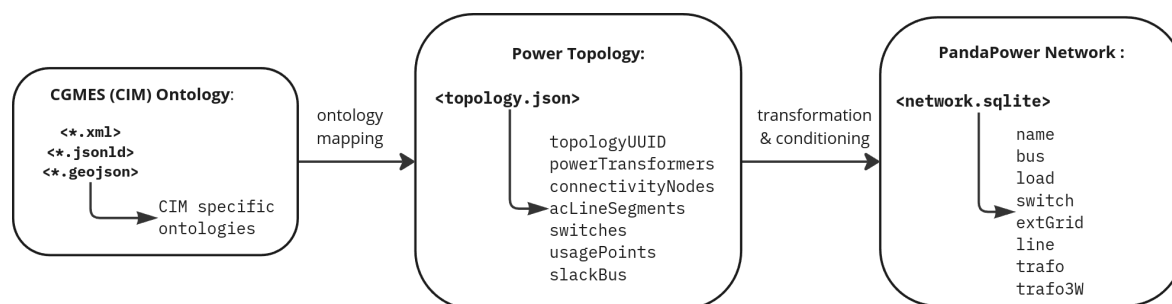 CGMES (CIM) Ontology:
<*.xml>
<*.jsonld>
<*.geojson>
CIM specific
ontologies
ontology
mapping
Power Topology:
<topology.json>
topologyUUID
powerTransformers
connectivityNodes
acLineSegments
switches
usagePoints
slackBus
transformation
& conditioning
PandaPower Network :
<network.sqlite>
name
bus
load
switch
extGrid
line
trafo
trafo3W